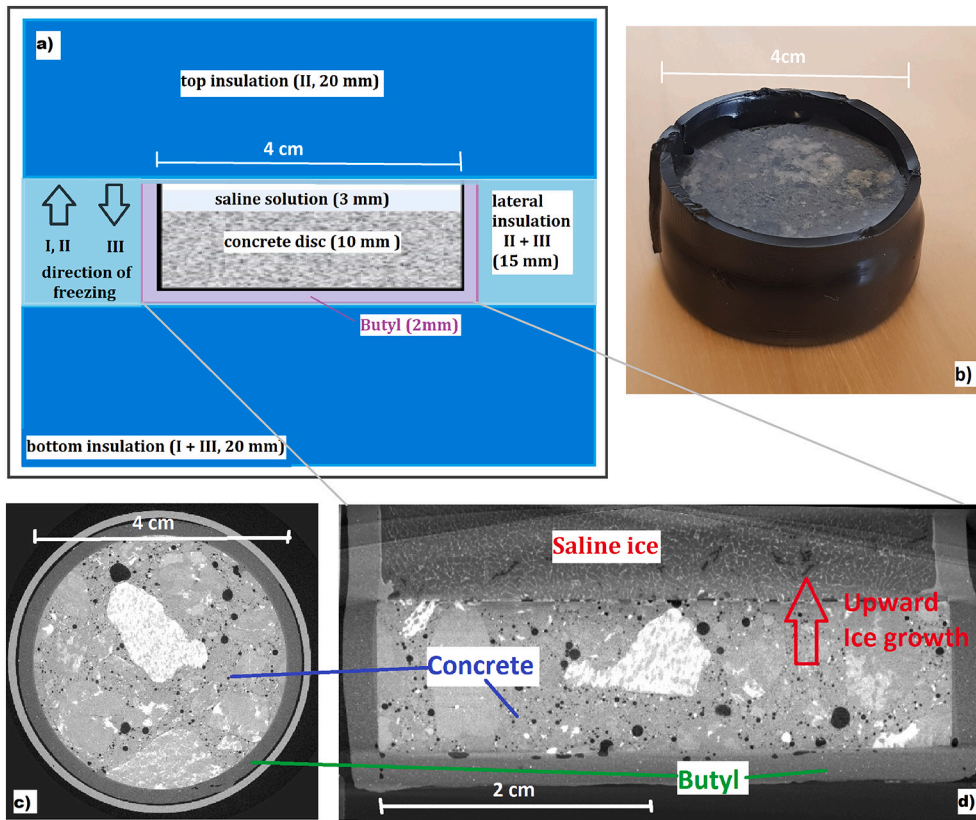 a)
top insulation (II, 20 mm)
4 cm
saline solution (3 mm)
concrete disc (10 mm )
I, II
III
direction of
freezing
lateral
insulation
II + III
(15 mm)
Butyl (2mm)
bottom insulation (I + III, 20 mm)
4cm
b)
4 cm
c)
Saline ice
Upward
Ice growth
Concrete
Butyl
2 cm
d)